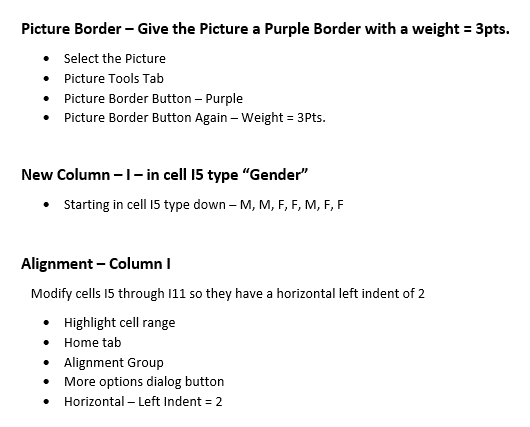 Picture Border – Give the Picture a Purple Border with a weight = 3pts.
• Select the Picture
• Picture Tools Tab
• Picture Border Button – Purple
• Picture Border Button Again – Weight = 3Pts.
New Column – I – in cell I5 type “Gender”
• Starting in cell I5 type down – M, M, F, F, M, F, F
Alignment – Column I
Modify cells I5 through I11 so they have a horizontal left indent of 2
• Highlight cell range
• Home tab
• Alignment Group
• More options dialog button
• Horizontal – Left Indent = 2